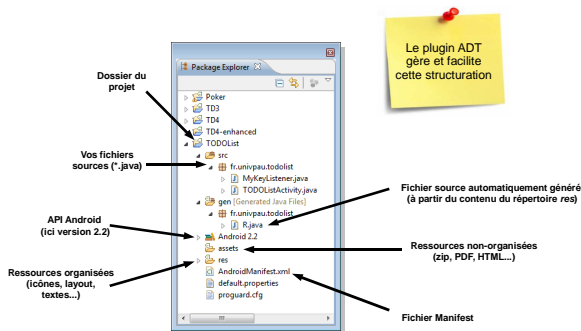 Le plugin ADT
gère et facilite
cette structuration
Package Explorer
Dossier du
projet
Poker
TD3
TD4
TD4-enhanced
TODOList
src
Vos fichiers
sources (*.java)
fr.univpau.todolist
MyKeyListener.java
TODOListActivity.java
gen [Generated Java Files]
fr.univpau.todolist
R.java
Fichier source automatiquement généré
(à partir du contenu du répertoire res)
API Android
(ici version 2.2)
Android 2.2
assets
Ressources non-organisées
(zip, PDF, HTML...)
res
Ressources organisées
(icônes, layout,
textes...)
AndroidManifest.xml
default.properties
proguard.cfg
Fichier Manifest